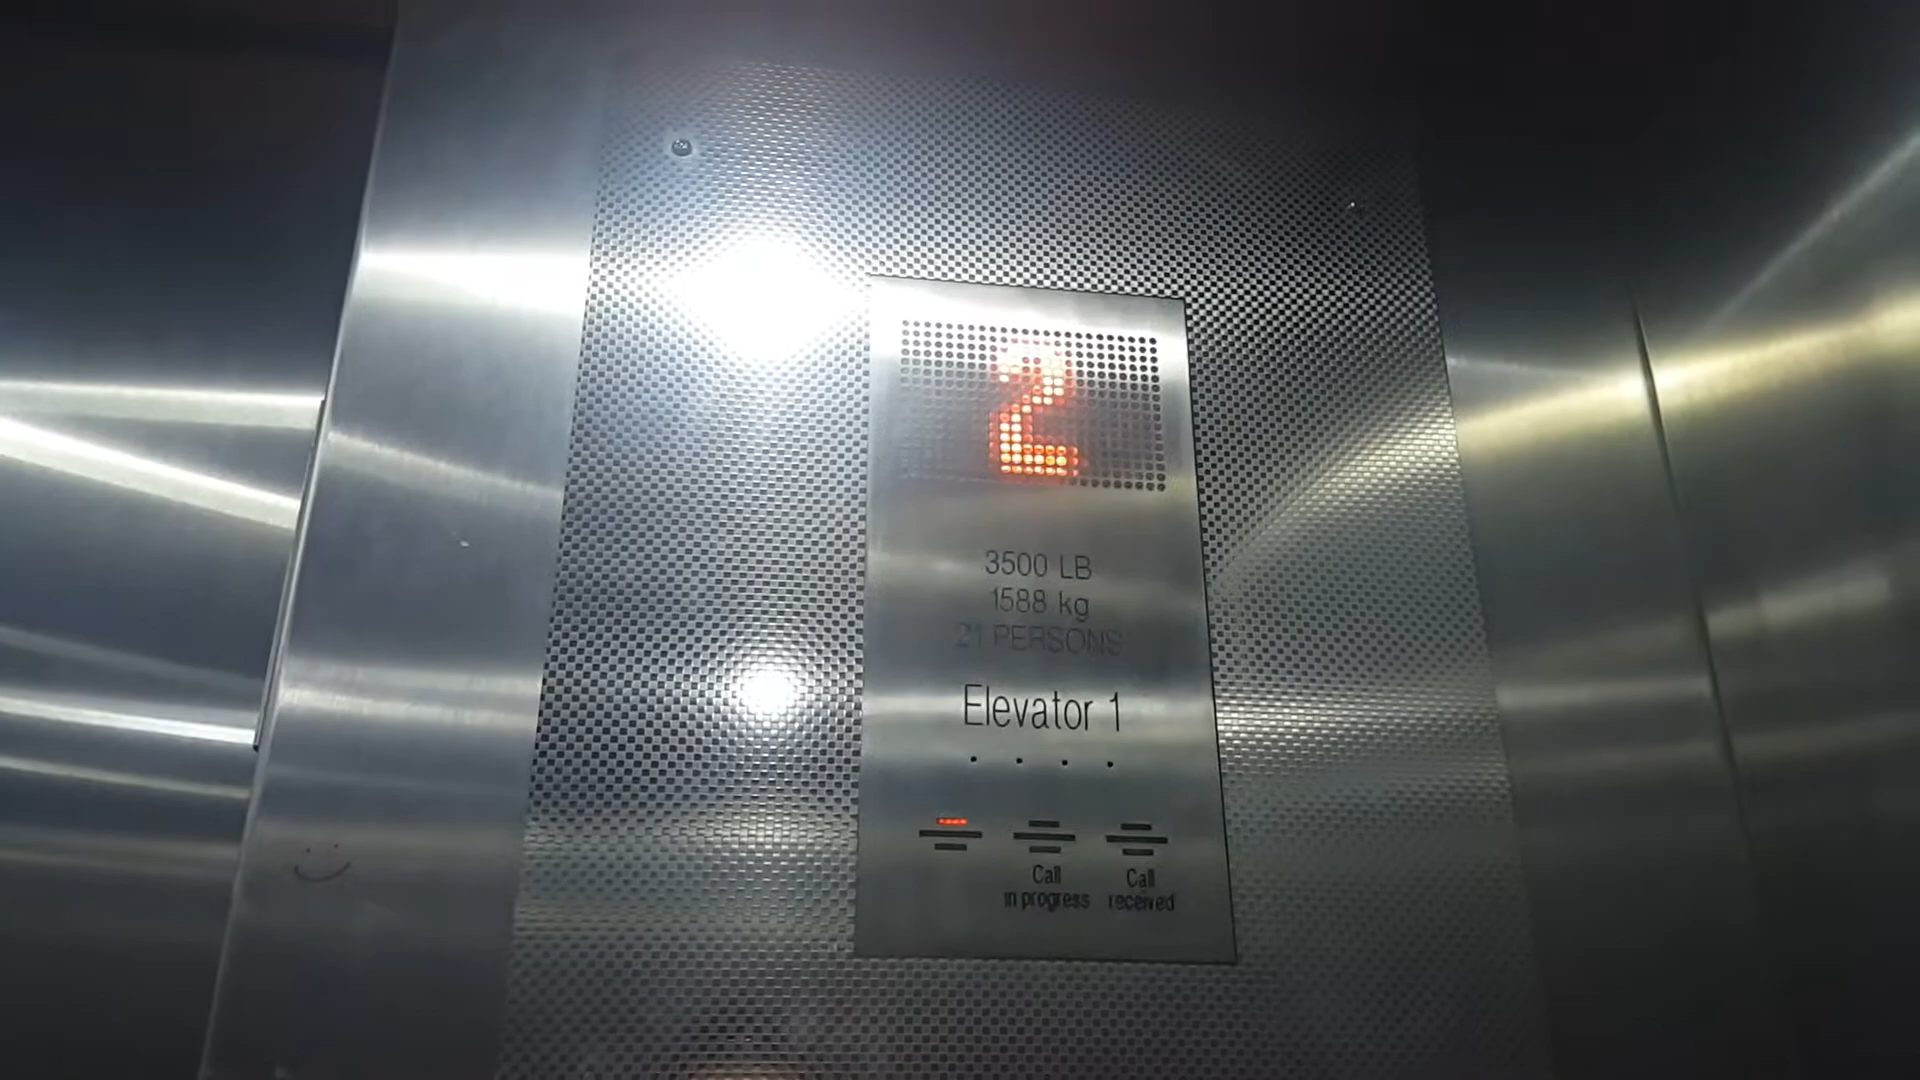 2
3500 LB
1588 kg
21 PERSONS
Elevator 1
Call
in progress
Call
received